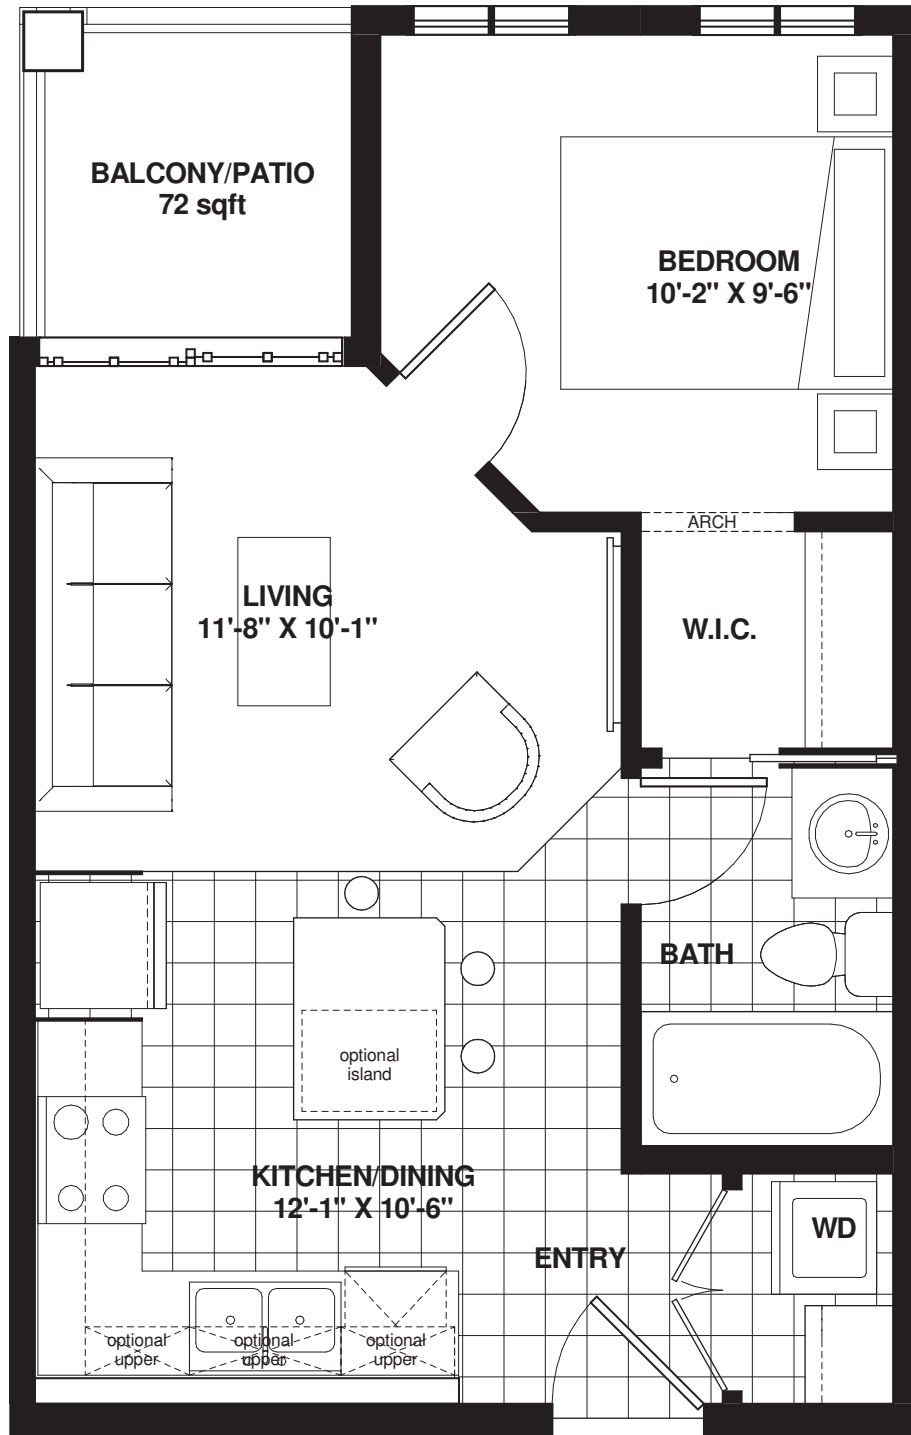 BALCONY/PATIO
72 sqft
BEDROOM
10'-2" X 9'-6"
ARCH
LIVING
11'-8" X 10'-1"
W.I.C.
BATH
optional
island
KITCHEN/DINING
12'-1" X 10'-6"
ENTRY
WD
optional
upper
optional
upper
optional
upper